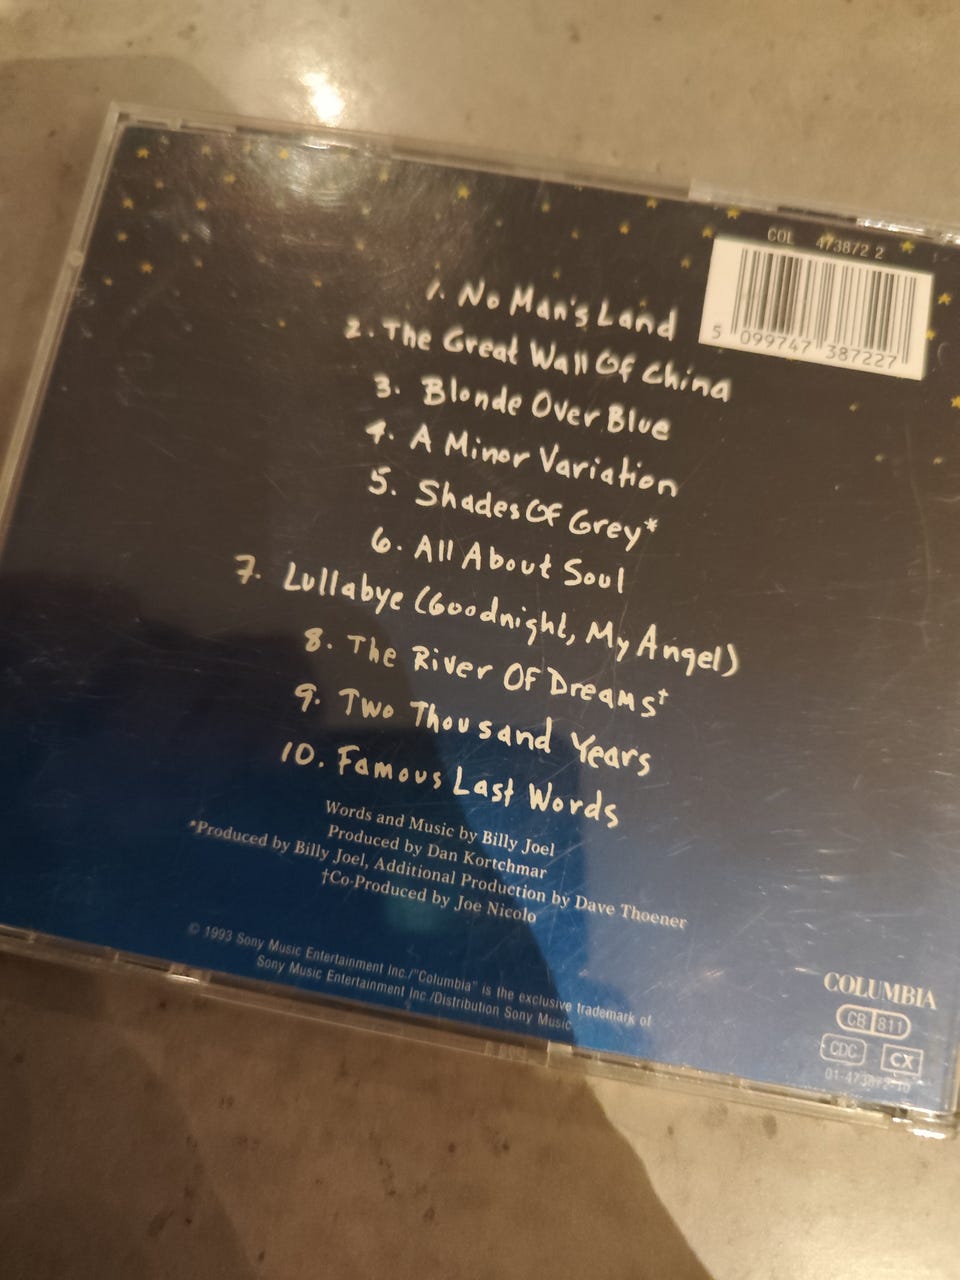 COL 473872 2
5 099747 387227
1. No Man's Land
2. The Great Wall Of China
3. Blonde Over Blue
4. A Minor Variation
5. Shades Of Grey*
6. All About Soul
7. Lullabye (Goodnight, My Angel)
8. The River Of Dreams†
9. Two Thousand Years
10. Famous Last Words
Words and Music by Billy Joel
Produced by Dan Kortchmar
*Produced by Billy Joel, Additional Production by Dave Thoener
†Co-Produced by Joe Nicolo
© 1993 Sony Music Entertainment Inc./"Columbia" is the exclusive trademark of
Sony Music Entertainment Inc./Distribution Sony Music
COLUMBIA
CB 811
CDC CX
01-473872-10